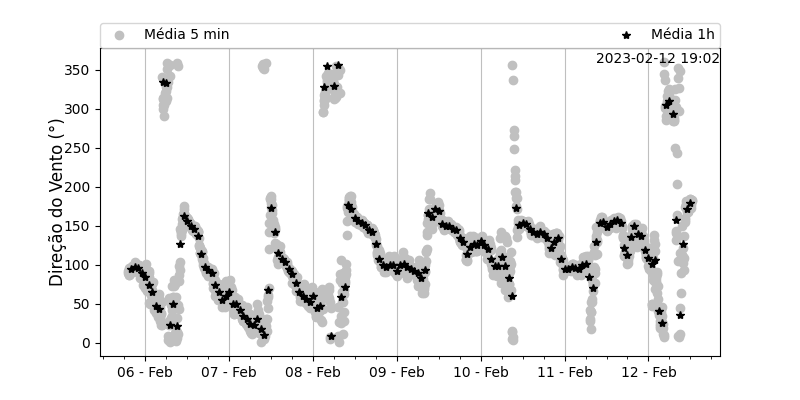 Média 5 min
Média 1h
2023-02-12 19:02
Direção do Vento (°)
350
300
250
200
150
100
50
0
06 - Feb
07 - Feb
08 - Feb
09 - Feb
10 - Feb
11 - Feb
12 - Feb